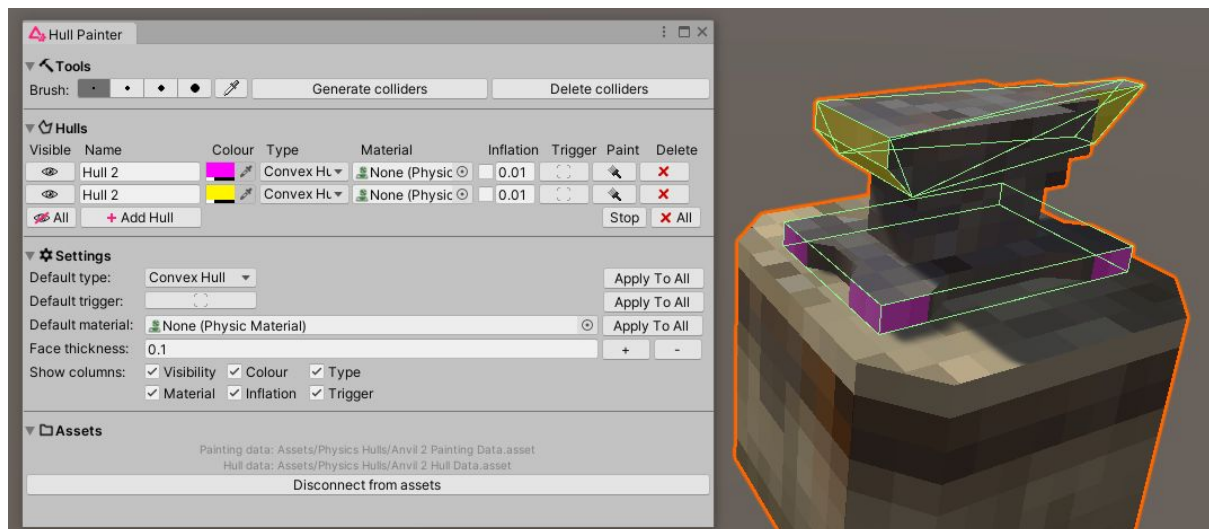 Hull Painter
Tools
Brush: Generate colliders Delete colliders
Hulls
Visible Name Colour Type Material Inflation Trigger Paint Delete
Hull 2 Convex Hu None (Physic 0.01
Hull 2 Convex Hu None (Physic 0.01
All + Add Hull Stop All
Settings
Default type: Convex Hull Apply To All
Default trigger: Apply To All
Default material: None (Physic Material) Apply To All
Face thickness: 0.1 + -
Show columns: Visibility Colour Type
Material Inflation Trigger
Assets
Painting data: Assets/Physics Hulls/Anvil 2 Painting Data.asset
Hull data: Assets/Physics Hulls/Anvil 2 Hull Data.asset
Disconnect from assets